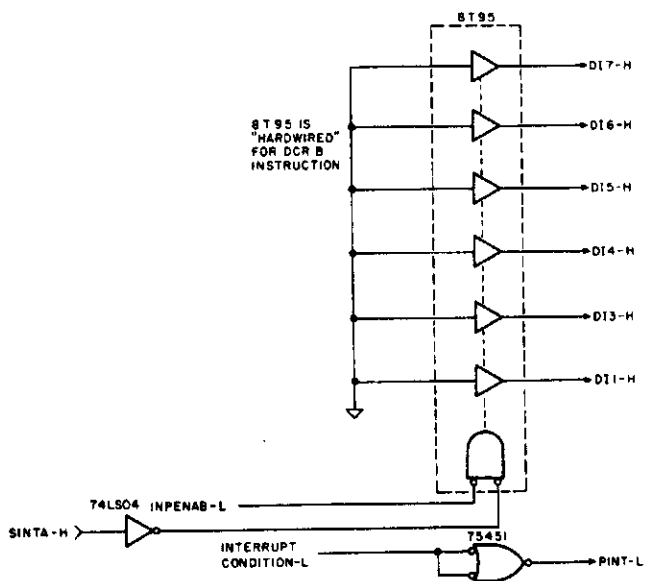 8T95
DI7-H
8T95 IS
"HARDWIRED"
FOR DCR B
INSTRUCTION
DI6-H
DI5-H
DI4-H
DI3-H
DI1-H
74LS04
INPENAB-L
SINTA-H
INTERRUPT
CONDITION-L
75451
PINT-L